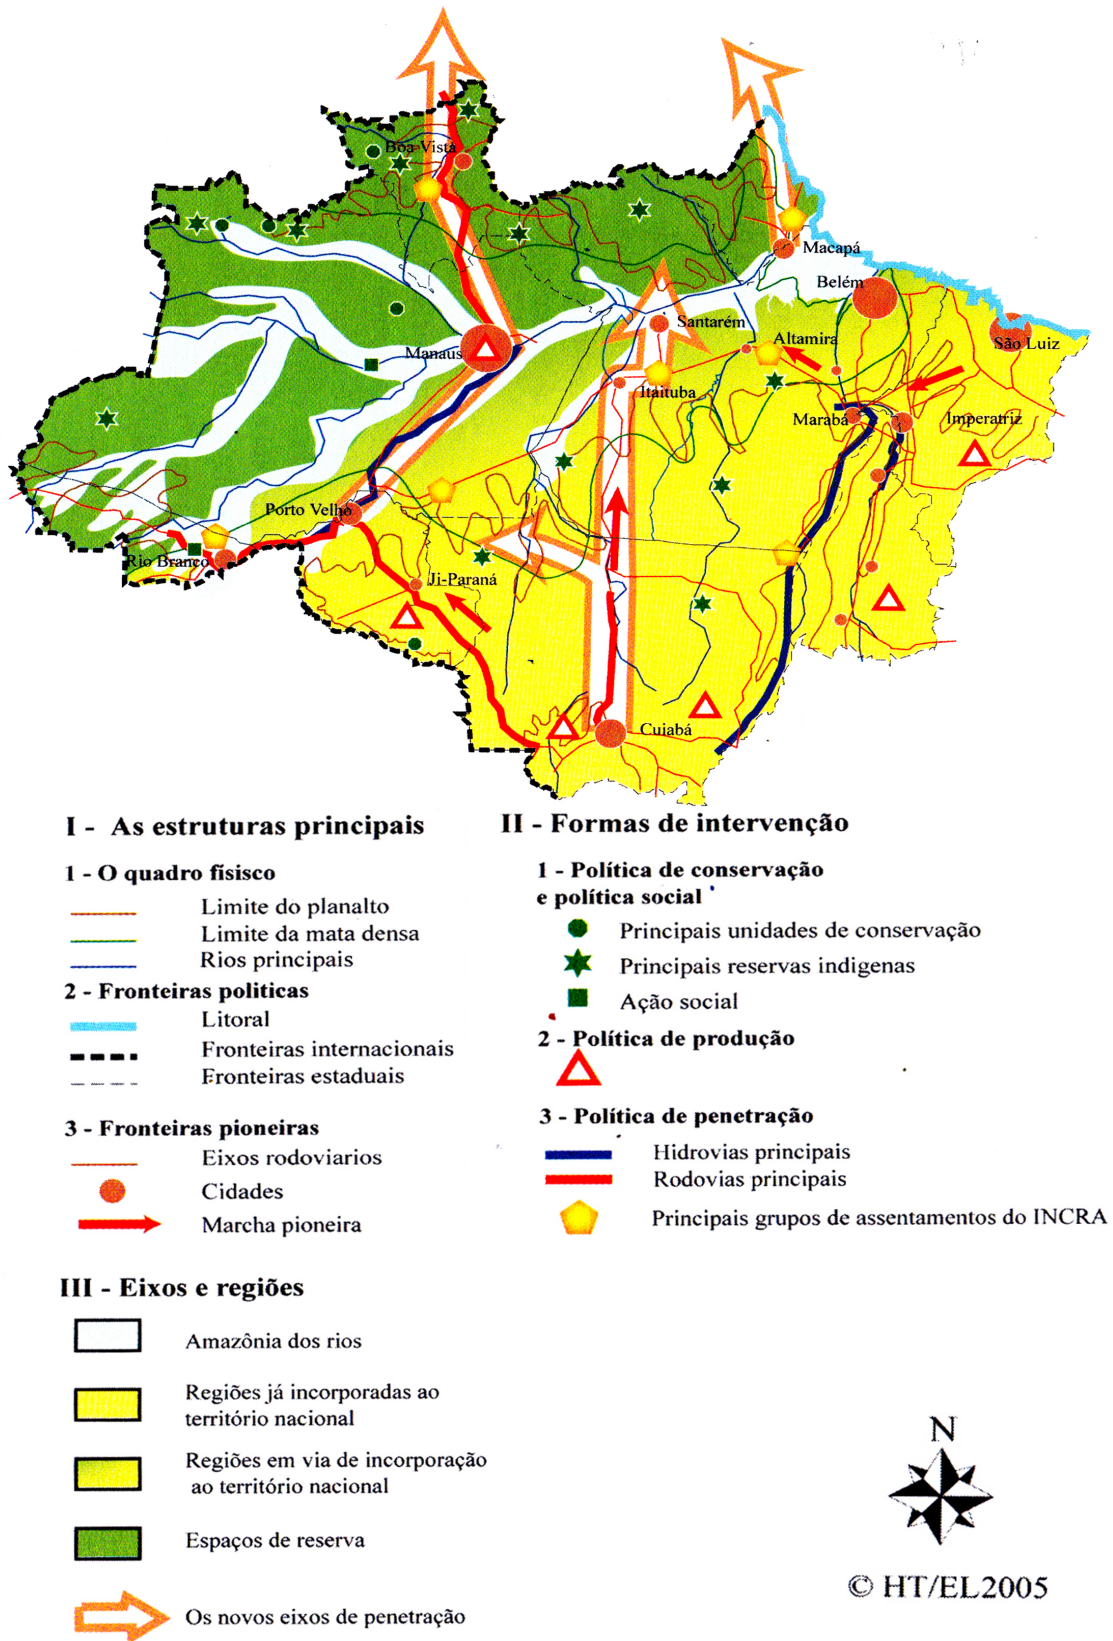 Boa Vista
Macapá
Belém
Santarém
São Luiz
Manaus
Altamira
Itaituba
Marabá
Imperatriz
Porto Velho
Rio Branco
Ji-Paraná
Cuiabá
I - As estruturas principais
1 - O quadro físisco
Limite do planalto
Limite da mata densa
Rios principais
2 - Fronteiras politicas
Litoral
Fronteiras internacionais
Fronteiras estaduais
3 - Fronteiras pioneiras
Eixos rodoviarios
Cidades
Marcha pioneira
II - Formas de intervenção
1 - Política de conservação
e política social
Principais unidades de conservação
Principais reservas indigenas
Ação social
2 - Política de produção
3 - Política de penetração
Hidrovias principais
Rodovias principais
Principais grupos de assentamentos do INCRA
III - Eixos e regiões
Amazônia dos rios
Regiões já incorporadas ao
território nacional
Regiões em via de incorporação
ao território nacional
Espaços de reserva
Os novos eixos de penetração
N
© HT/EL2005